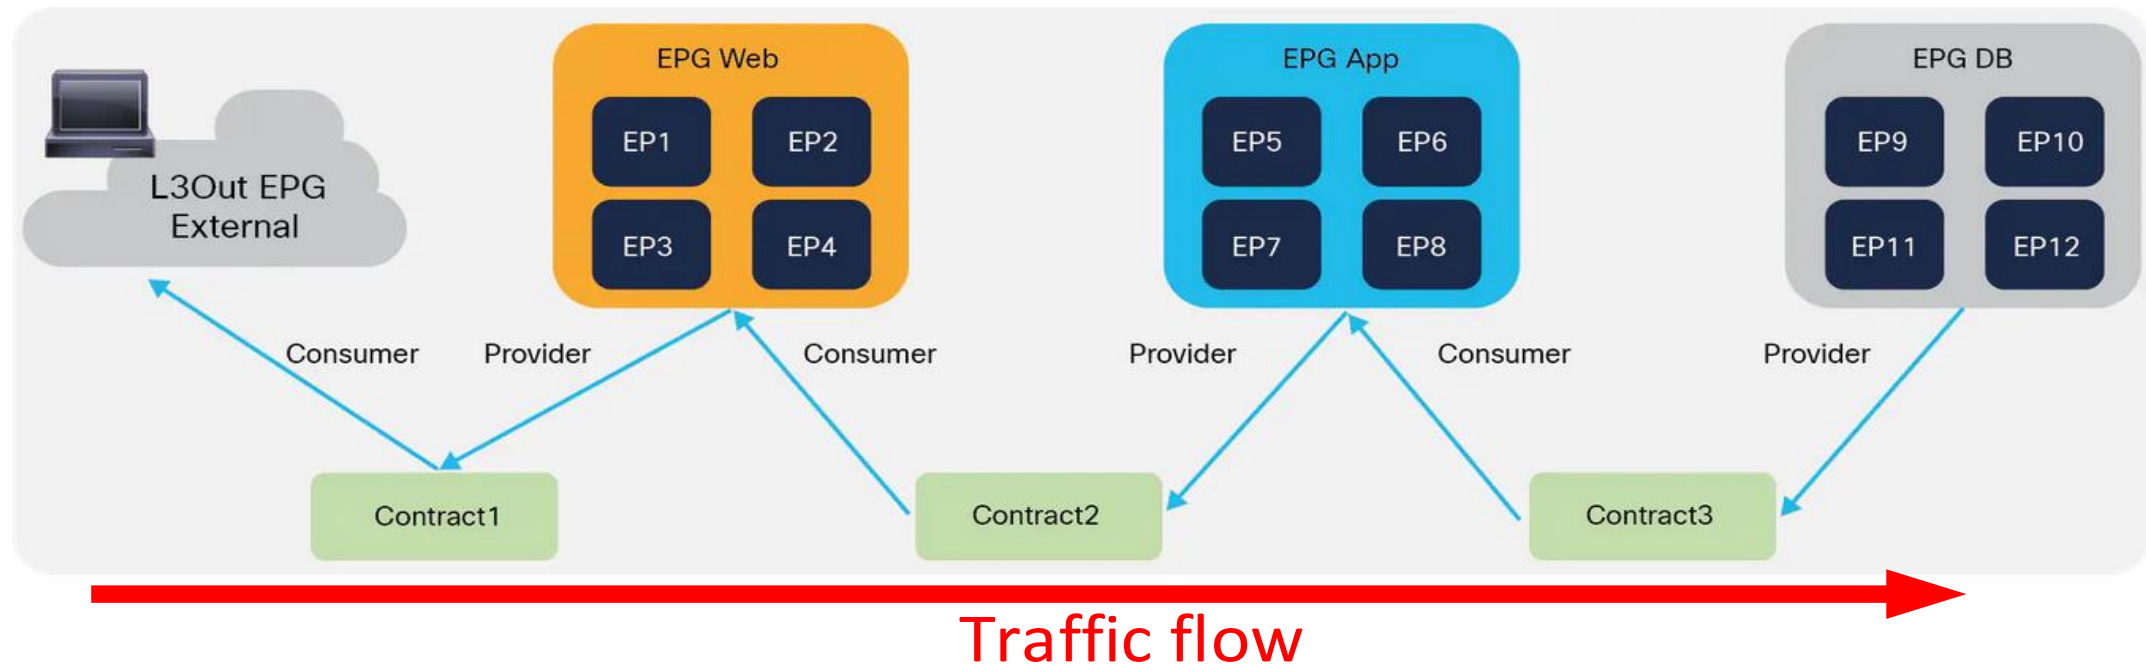 EPG Web
EPG App
EPG DB
EP1
EP2
EP5
EP6
EP9
EP10
L3Out EPG
External
EP3
EP4
EP7
EP8
EP11
EP12
Consumer
Provider
Consumer
Provider
Consumer
Provider
Contract1
Contract2
Contract3
Traffic flow